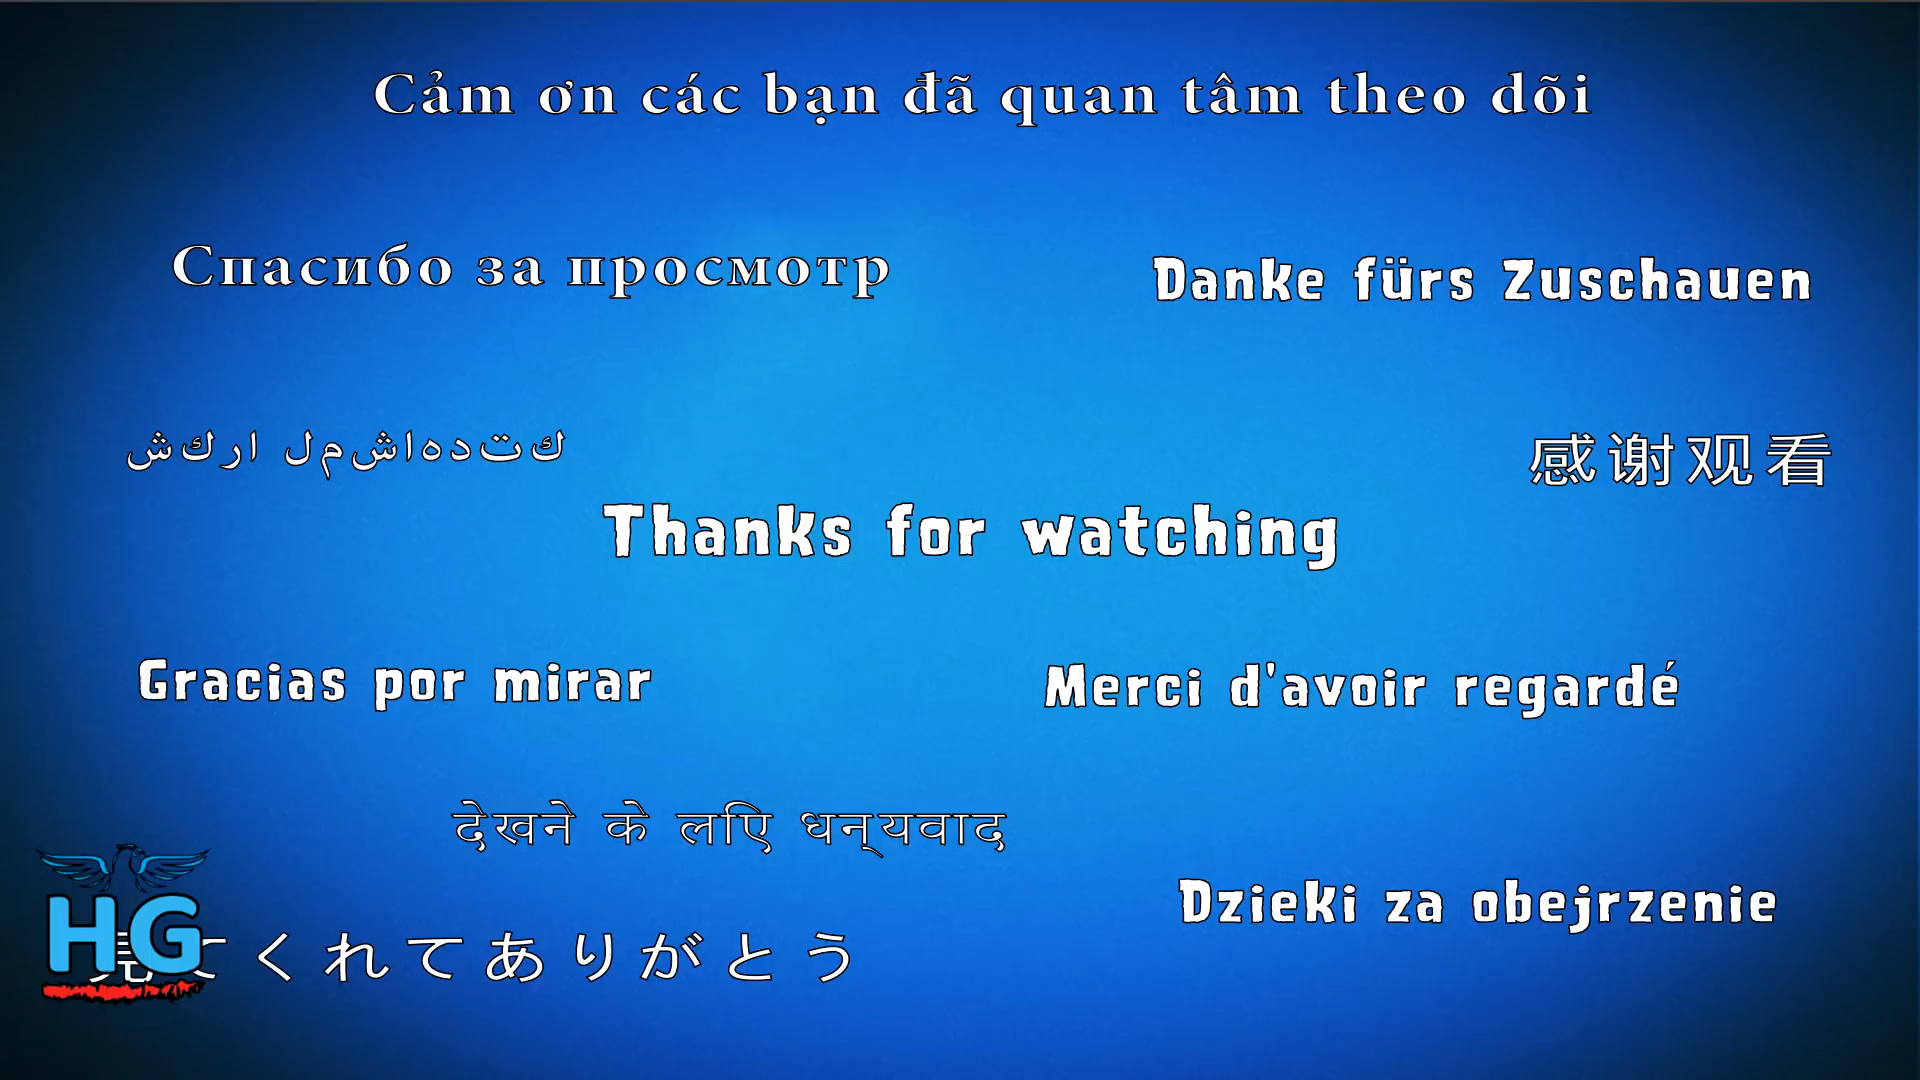 Cảm ơn các bạn đã quan tâm theo dõi
Спасибо за просмотр
Danke fürs Zuschauen
شكرا لمشاهدتك
感谢观看
Thanks for watching
Gracias por mirar
Merci d'avoir regardé
देखने के लिए धन्यवाद
Dzieki za obejrzenie
HG
見てくれてありがとう